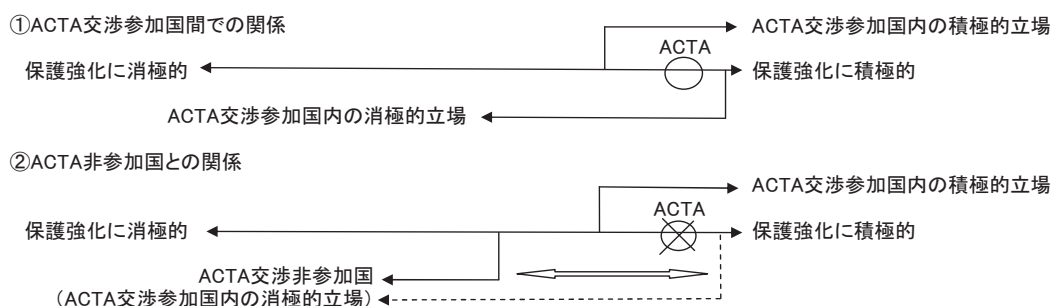 ①ACTA交渉参加国間での関係
ACTA交渉参加国内の積極的立場
ACTA
保護強化に消極的
保護強化に積極的
ACTA交渉参加国内の消極的立場
②ACTA非参加国との関係
ACTA交渉参加国内の積極的立場
ACTA
保護強化に消極的
保護強化に積極的
ACTA交渉非参加国
(ACTA交渉参加国内の消極的立場)